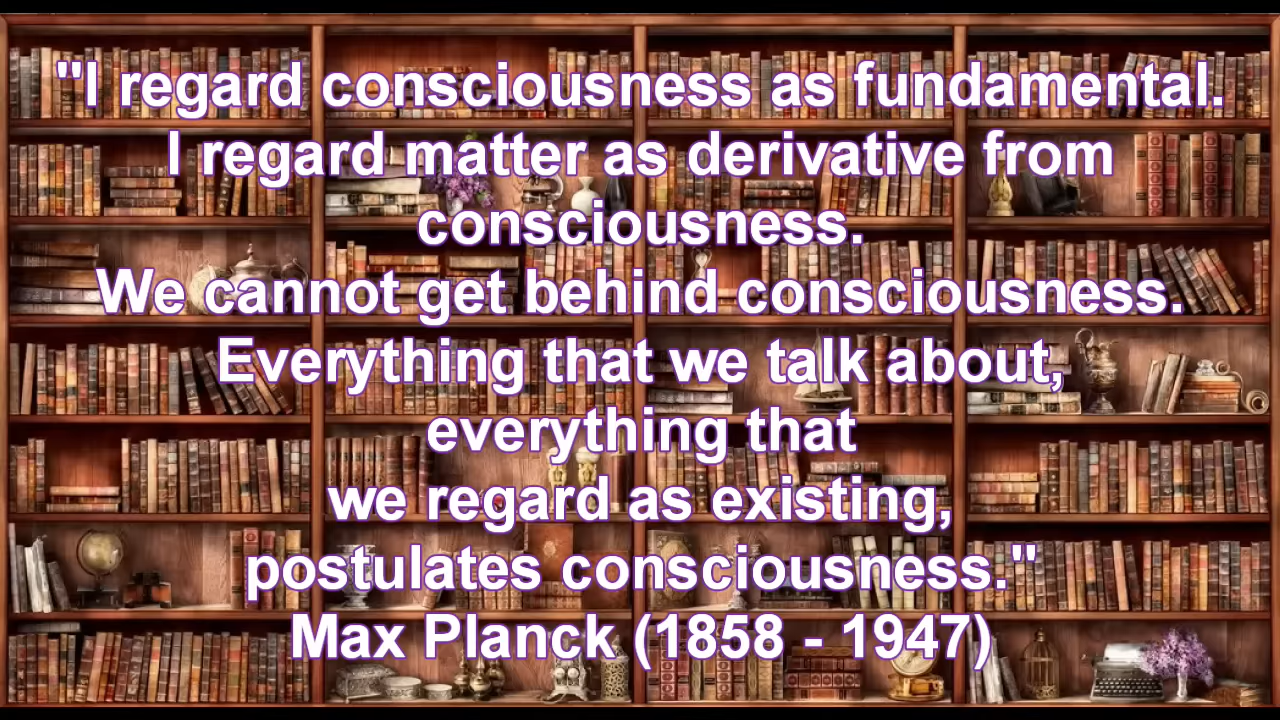 "I regard consciousness as fundamental.
I regard matter as derivative from
consciousness.
We cannot get behind consciousness.
Everything that we talk about,
everything that
we regard as existing,
postulates consciousness."
Max Planck (1858 - 1947)